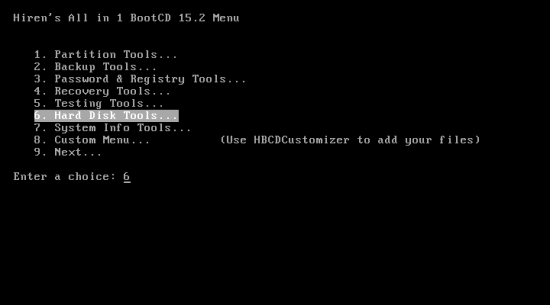 Hiren's All in 1 BootCD 15.2 Menu
1. Partition Tools...
2. Backup Tools...
3. Password & Registry Tools...
4. Recovery Tools...
5. Testing Tools...
6. Hard Disk Tools...
7. System Info Tools...
8. Custom Menu... (Use HBCDCustomizer to add your files)
9. Next...
Enter a choice: 6